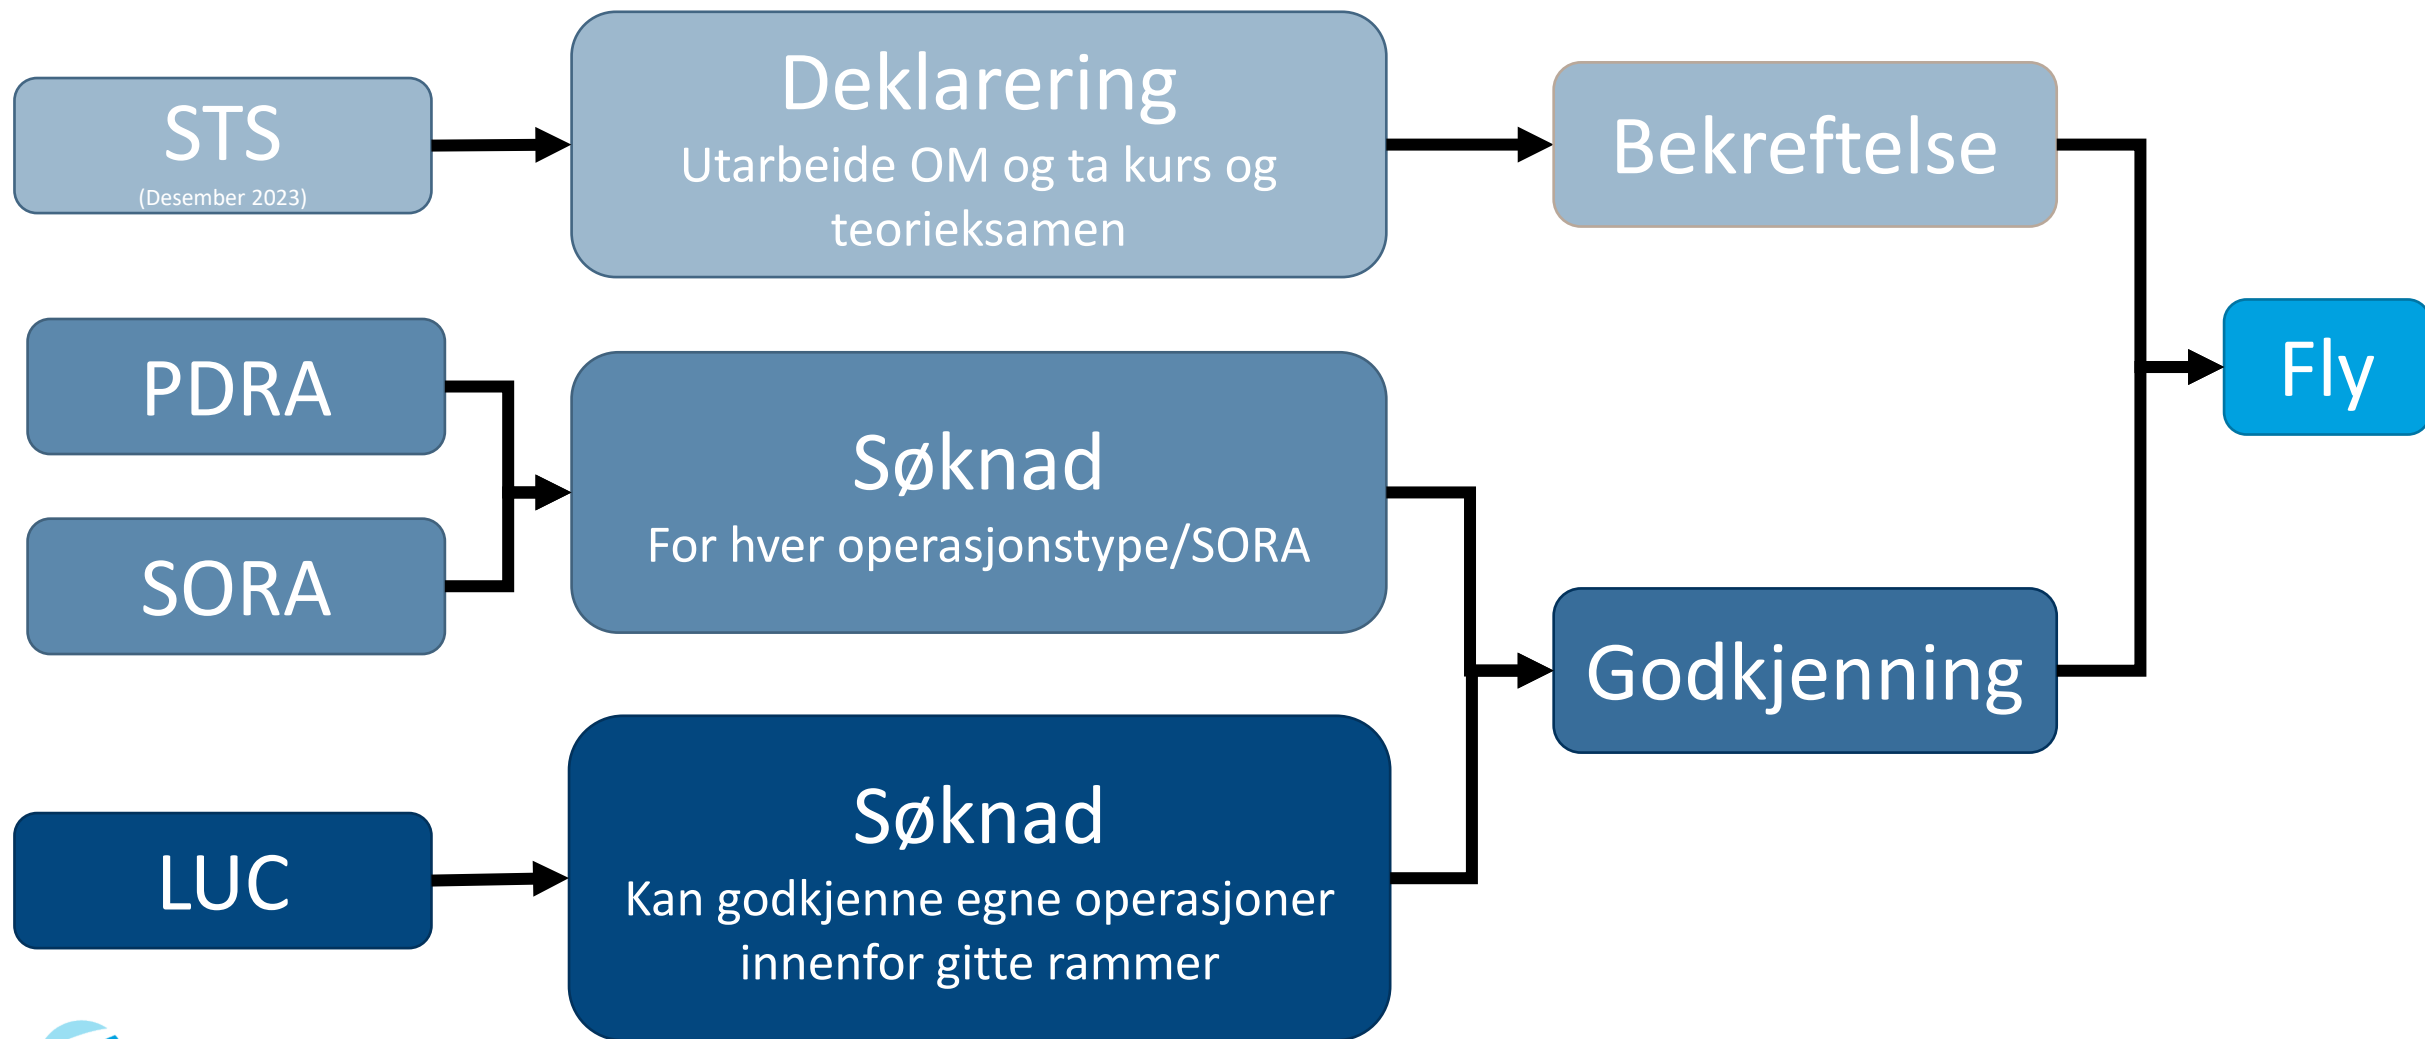 STS
(Desember 2023)
Deklarering
Utarbeide OM og ta kurs og
teorieksamen
Bekreftelse
PDRA
SORA
Søknad
For hver operasjonstype/SORA
Godkjenning
Fly
LUC
Søknad
Kan godkjenne egne operasjoner
innenfor gitte rammer